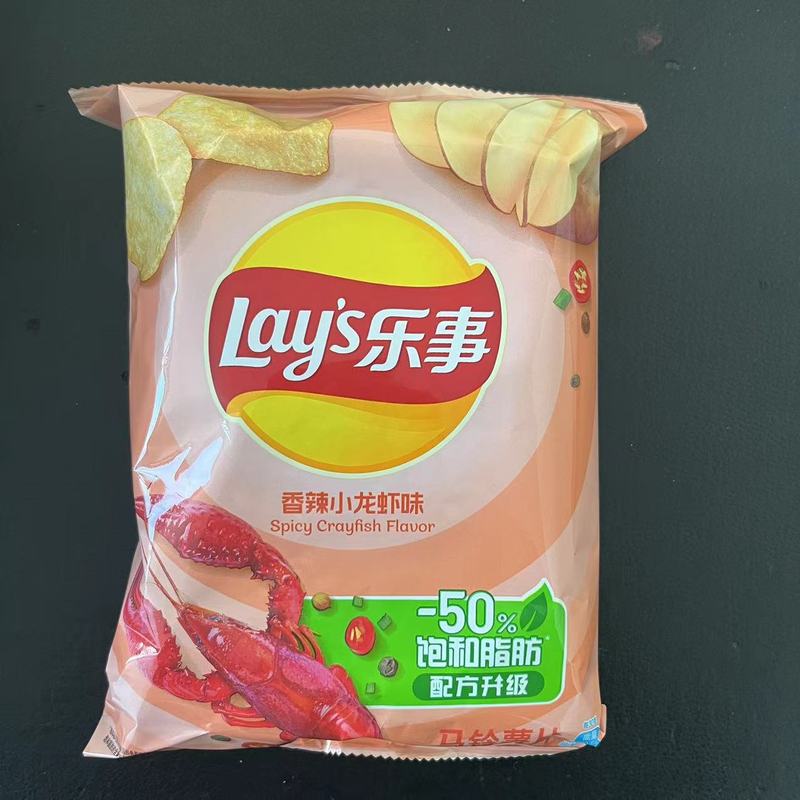 Lay's乐事
香辣小龙虾味
Spicy Crayfish Flavor
-50%
饱和脂肪*
配方升级
马铃薯片